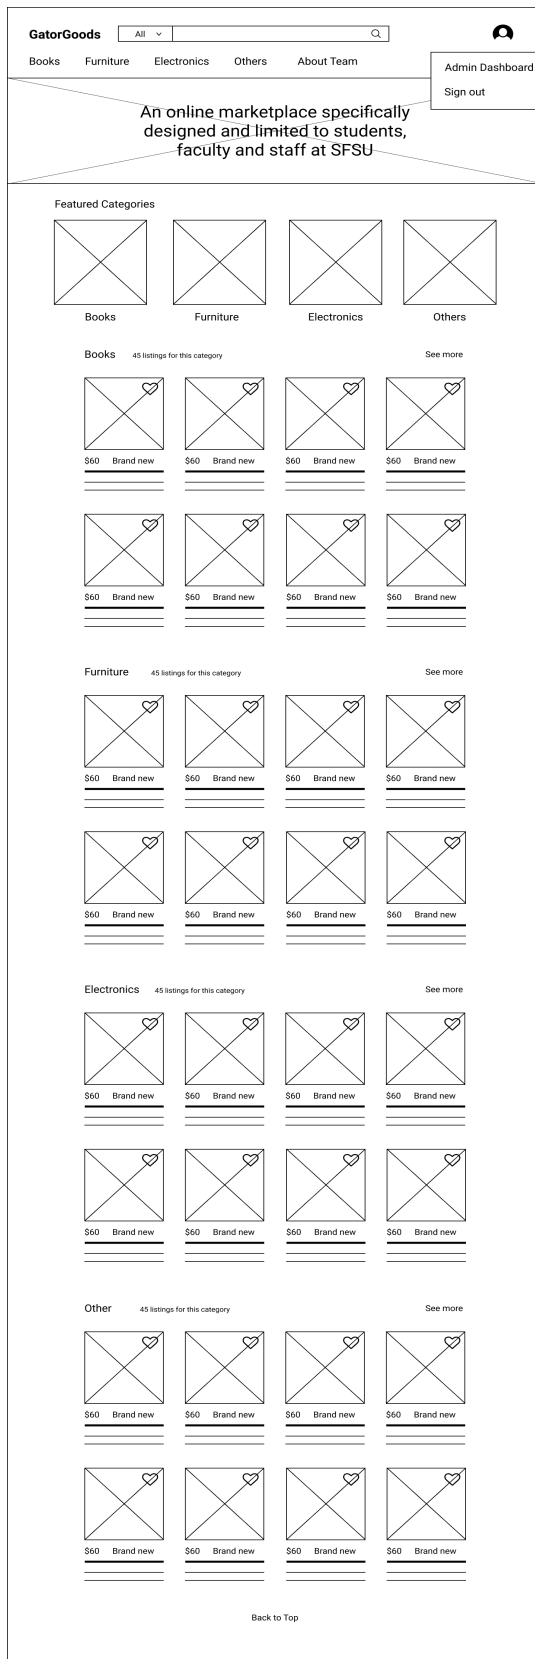 GatorGoods All
Books Furniture Electronics Others About Team
Admin Dashboard
Sign out
An online marketplace specifically
designed and limited to students,
faculty and staff at SFSU
Featured Categories
Books Furniture Electronics Others
Books 45 listings for this category See more
$60 Brand new $60 Brand new $60 Brand new $60 Brand new
$60 Brand new $60 Brand new $60 Brand new $60 Brand new
Furniture 45 listings for this category See more
$60 Brand new $60 Brand new $60 Brand new $60 Brand new
$60 Brand new $60 Brand new $60 Brand new $60 Brand new
Electronics 45 listings for this category See more
$60 Brand new $60 Brand new $60 Brand new $60 Brand new
$60 Brand new $60 Brand new $60 Brand new $60 Brand new
Other 45 listings for this category See more
$60 Brand new $60 Brand new $60 Brand new $60 Brand new
$60 Brand new $60 Brand new $60 Brand new $60 Brand new
Back to Top